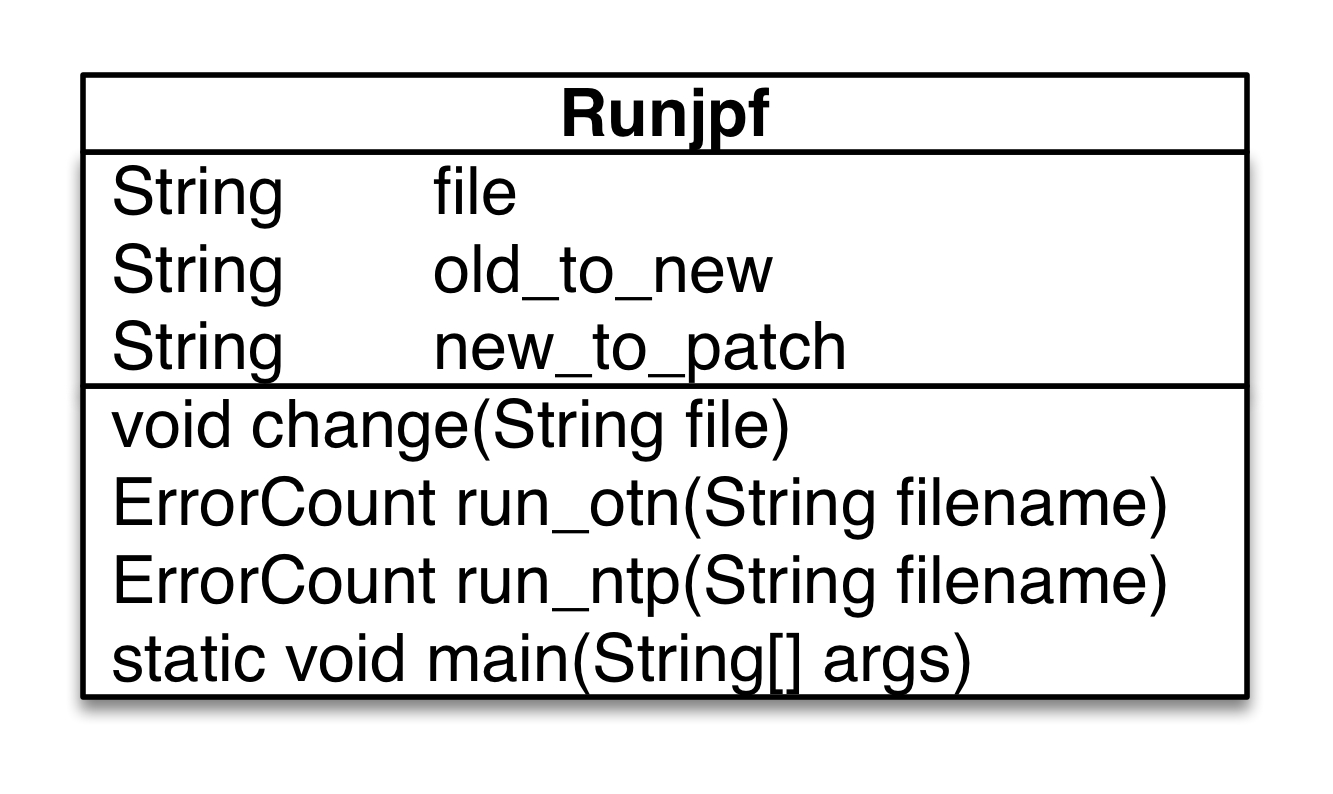 Runjpf
String file
String old_to_new
String new_to_patch
void change(String file)
ErrorCount run_otn(String filename)
ErrorCount run_ntp(String filename)
static void main(String[] args)